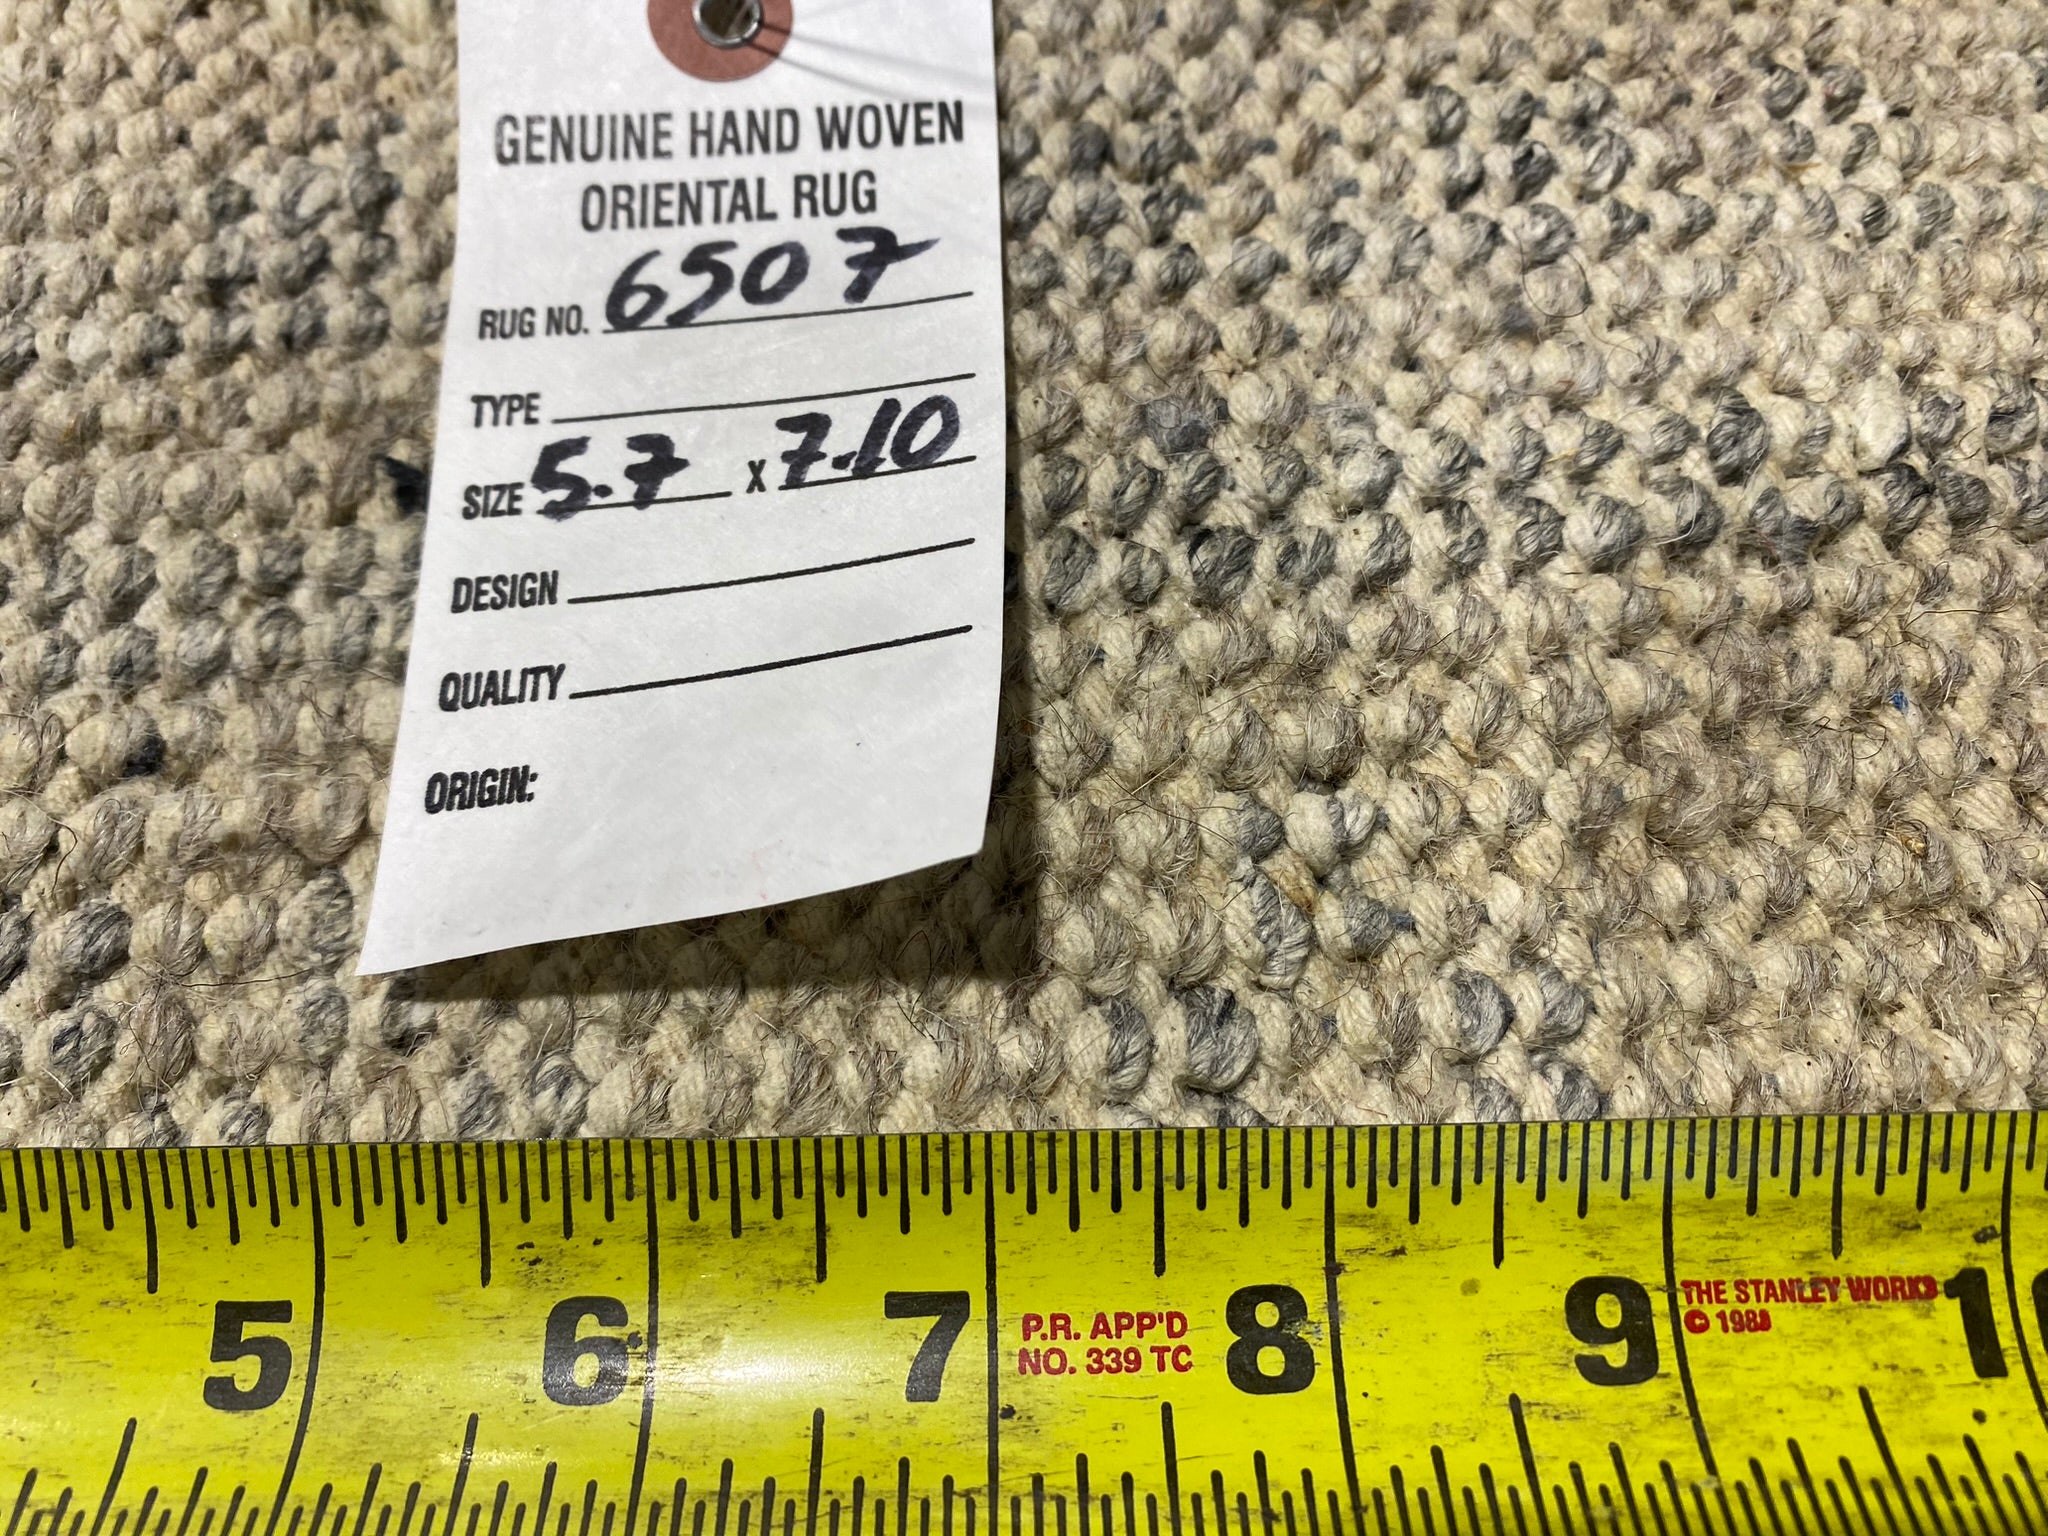 GENUINE HAND WOVEN
ORIENTAL RUG
RUG NO. 6507
TYPE
SIZE 5.7 X 7.10
DESIGN
QUALITY
ORIGIN:
5 6 7 P.R. APP'D 8 9 THE STANLEY WORKS 10
NO. 339 TC © 1988